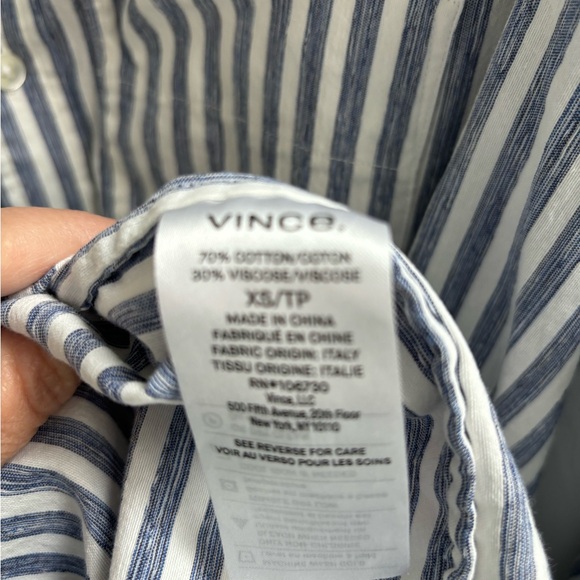 VINCE.
70% COTTON/COTON
30% VISCOSE/VISCOSE
XS/TP
MADE IN CHINA
FABRIQUÉ EN CHINE
FABRIC ORIGIN: ITALY
TISSU ORIGINE: ITALIE
RN#106730
Vince, LLC
500 Fifth Avenue, 20th Floor
New York, NY 10110
SEE REVERSE FOR CARE
VOIR AU VERSO POUR LES SOINS